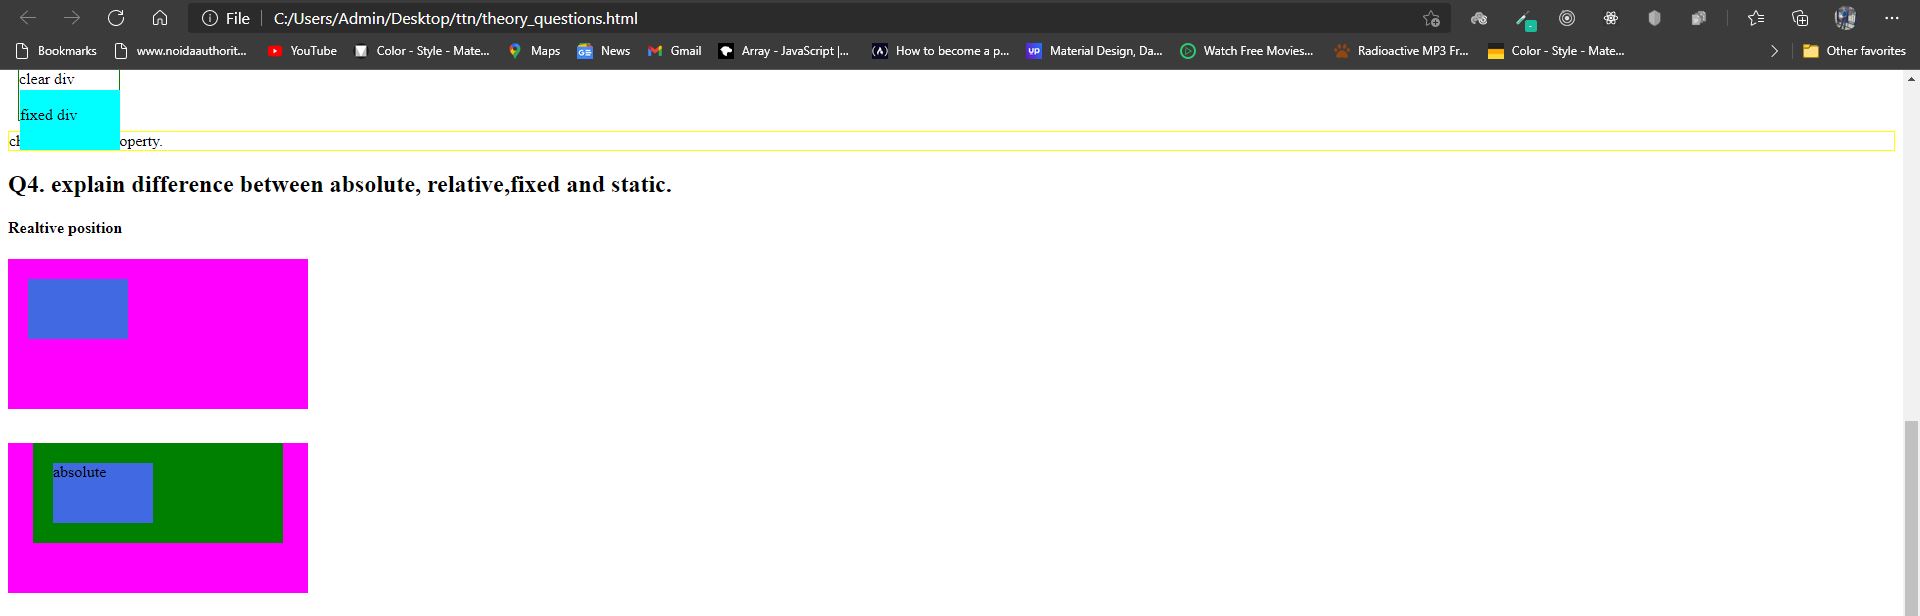 File C:/Users/Admin/Desktop/ttn/theory_questions.html
Bookmarks www.noidaauthorit... YouTube Color - Style - Mate... Maps News Gmail Array - JavaScript |... How to become a p... Material Design, Da... Watch Free Movies... Radioactive MP3 Fr... Color - Style - Mate... Other favorites
clear div
fixed div
operty.
Q4. explain difference between absolute, relative,fixed and static.
Realtive position
absolute